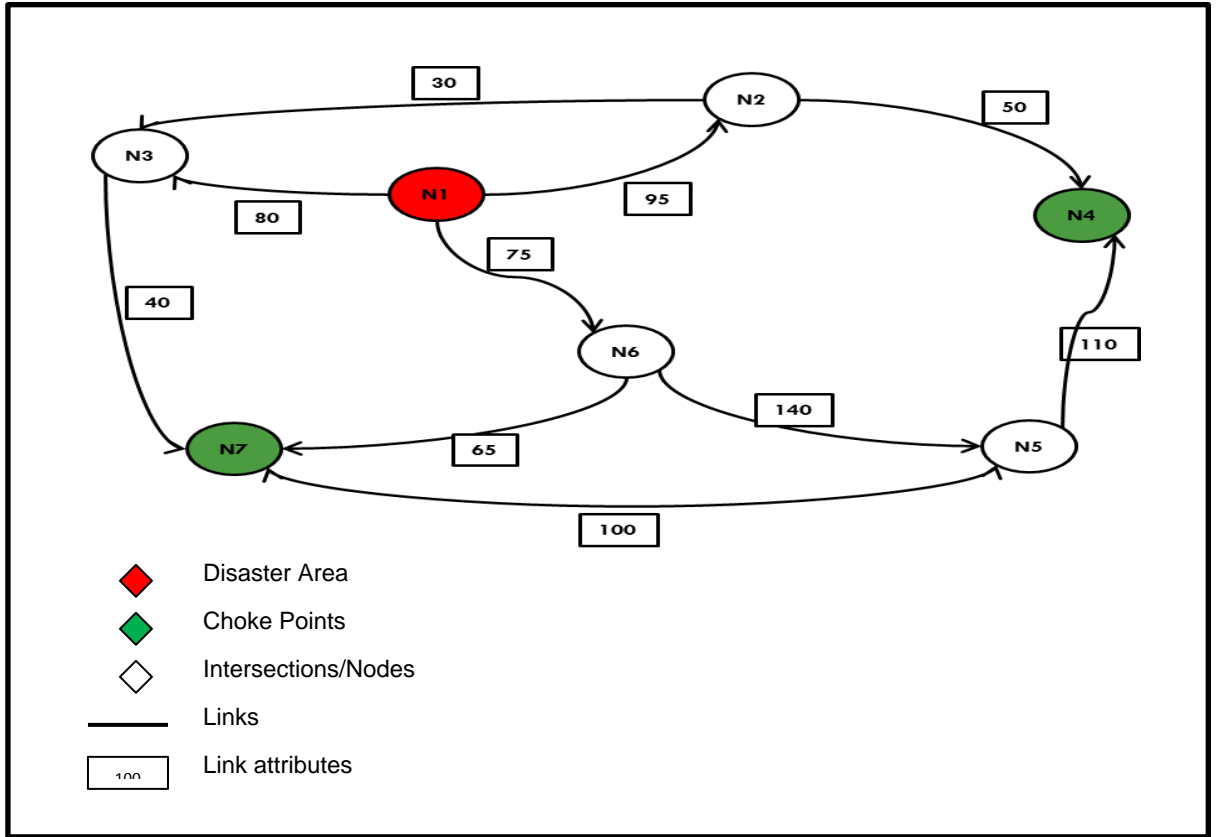 30
N2
50
N3
N1
95
80
N4
75
40
N6
110
140
N7
65
N5
100
Disaster Area
Choke Points
Intersections/Nodes
Links
100
Link attributes